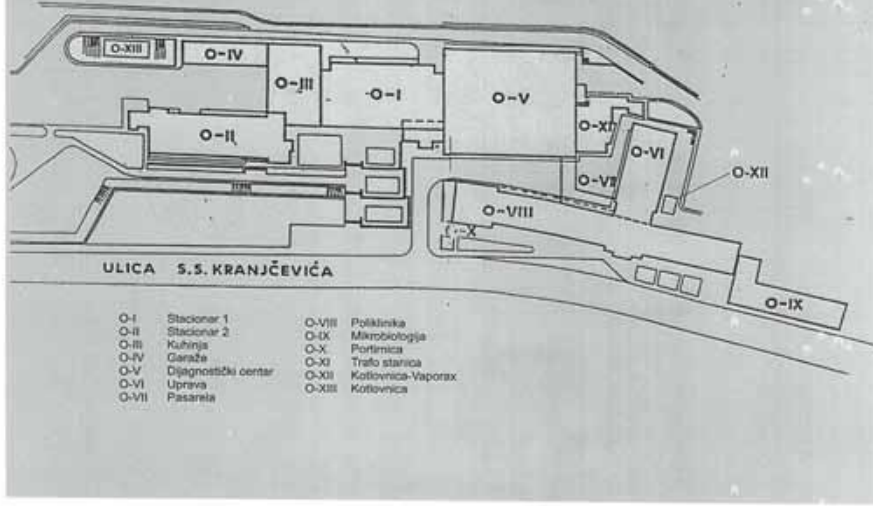 O-XIII
O-IV
O-III
O-I
O-V
O-II
O-XI
O-VI
O-VII
O-XII
O-VIII
O-X
O-IX
ULICA S.S. KRANJČEVIĆA
O-I Stacionar 1
O-II Stacionar 2
O-III Kuhinja
O-IV Garaže
O-V Dijagnostički centar
O-VI Uprava
O-VII Pasarela
O-VIII Poliklinika
O-IX Mikrobiologija
O-X Portirnica
O-XI Trafo stanica
O-XII Kotlovnica-Vaporax
O-XIII Kotlovnica